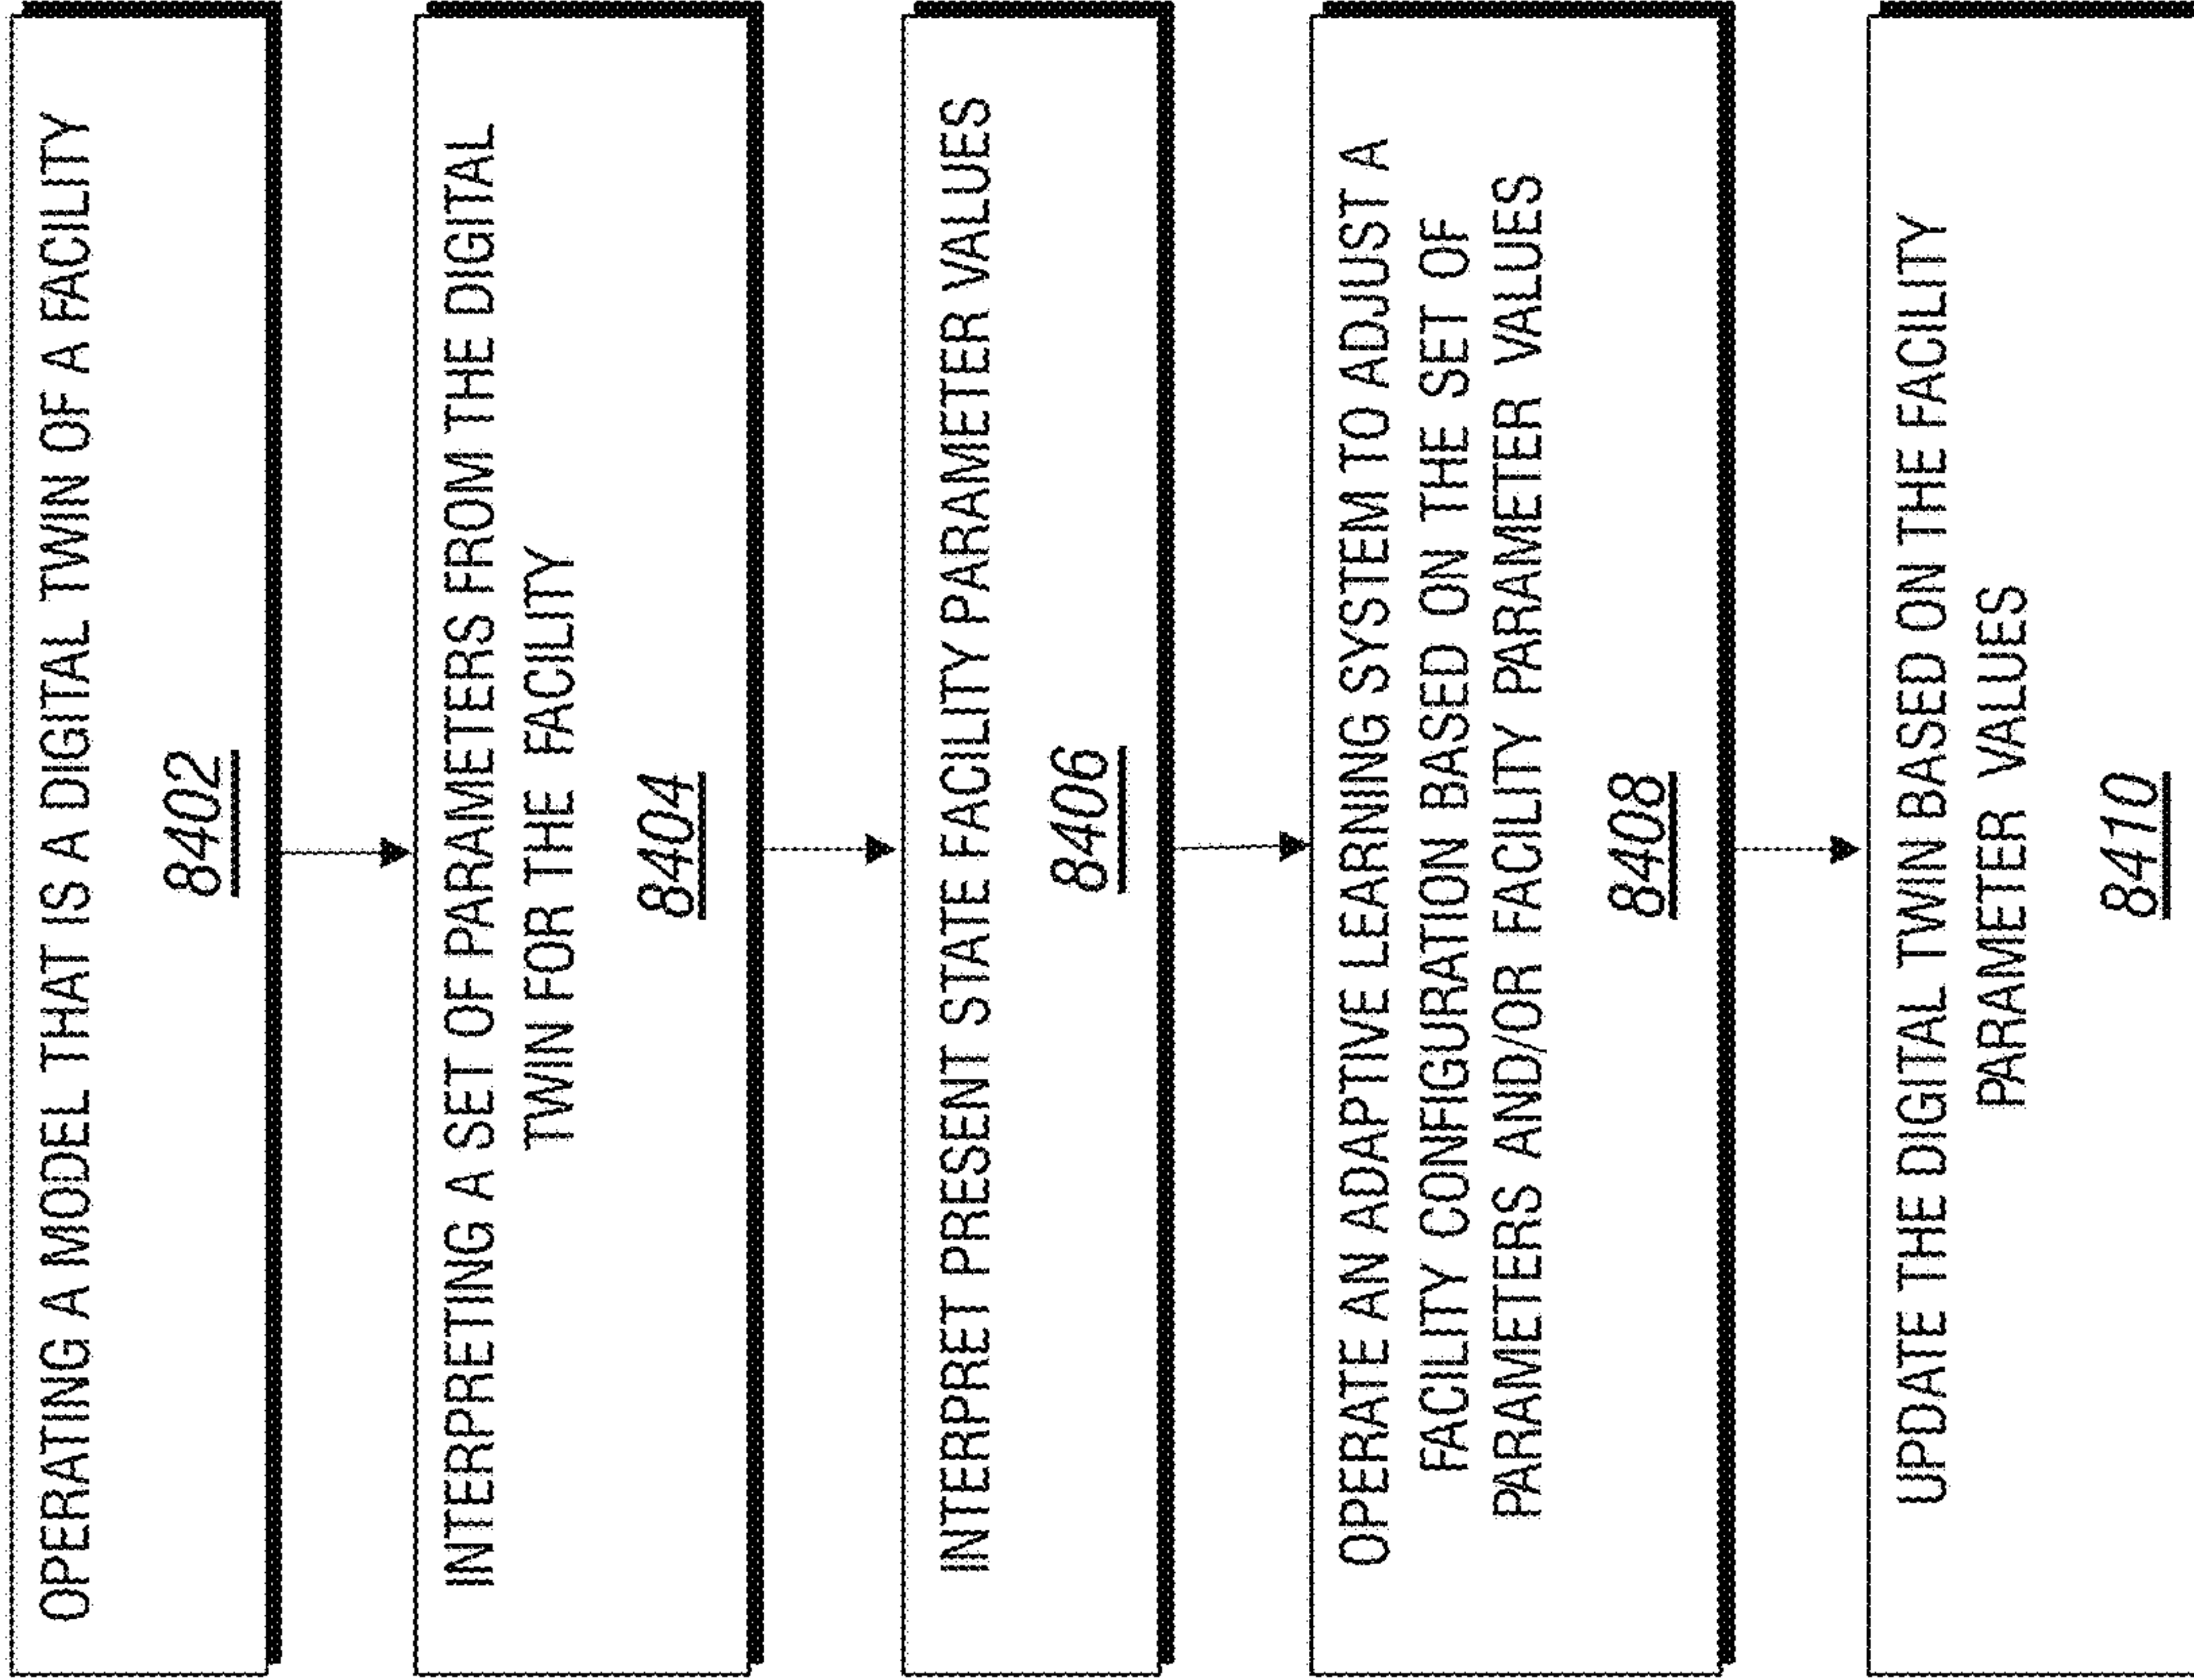 OPERATING A MODEL THAT IS A DIGITAL TWIN OF A FACILITY
8402
INTERPRETING A SET OF PARAMETERS FROM THE DIGITAL
TWIN FOR THE FACILITY
8404
INTERPRET PRESENT STATE FACILITY PARAMETER VALUES
8406
OPERATE AN ADAPTIVE LEARNING SYSTEM TO ADJUST A
FACILITY CONFIGURATION BASED ON THE SET OF
PARAMETERS AND/OR FACILITY PARAMETER VALUES
8408
UPDATE THE DIGITAL TWIN BASED ON THE FACILITY
PARAMETER VALUES
8410